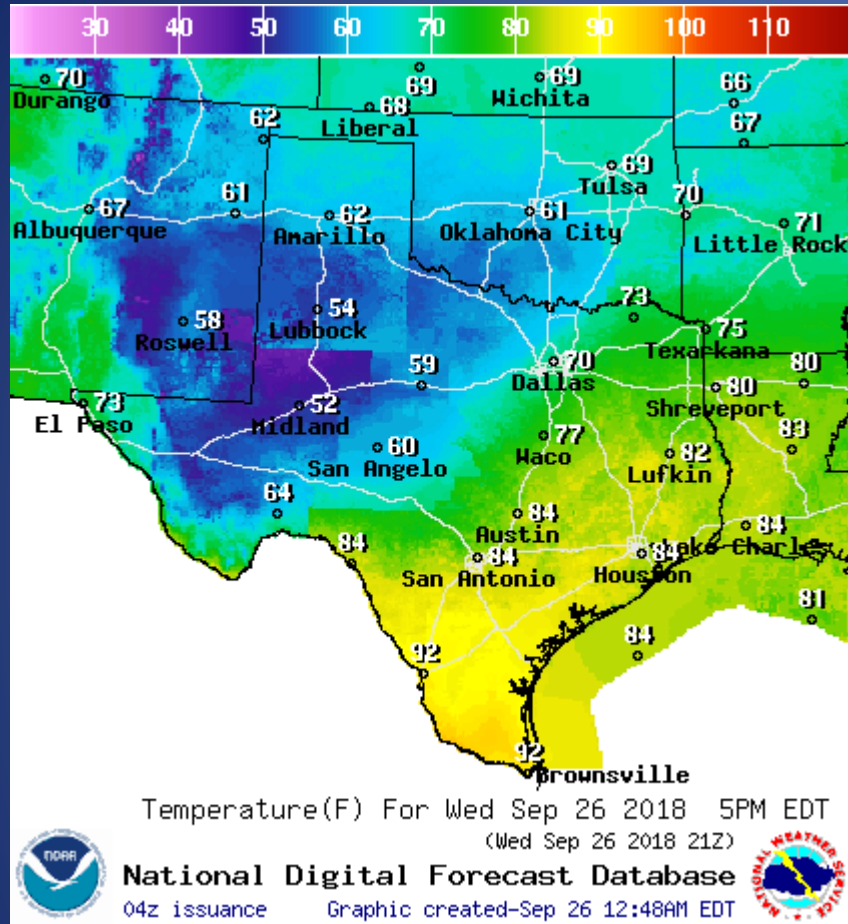 30 40 50 60 70 80 90 100 110
70
Durango
69
69
Wichita
66
68
Liberal
62
67
69
Tulsa
67
Albuquerque
61
62
Amarillo
61
Oklahoma City
70
71
Little Rock
58
Roswell
54
Lubbock
73
75
Texarkana
59
70
Dallas
80
Shreveport
80
73
El Paso
52
Midland
60
San Angelo
77
Waco
82
Lufkin
83
64
84
Austin
84
Lake Charles
84
84
San Antonio
84
Houston
81
84
92
92
Brownsville
Temperature(F) For Wed Sep 26 2018 5PM EDT
(Wed Sep 26 2018 21Z)
NOAA
NATIONAL WEATHER SERVICE
National Digital Forecast Database
04z issuance Graphic created-Sep 26 12:48AM EDT